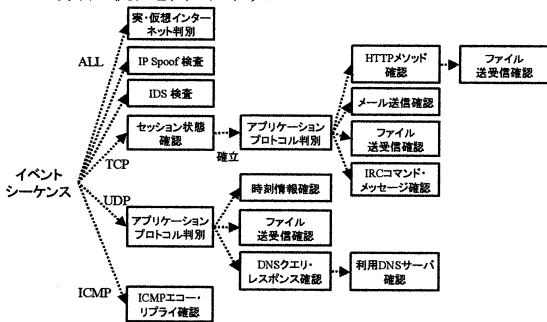 実・仮想インター
ネット判別
ALL
IP Spoof 検査
IDS 検査
セッション状態
確認
TCP
確立
アプリケーション
プロトコル判別
HTTPメソッド
確認
ファイル
送受信確認
メール送信確認
ファイル
送受信確認
IRCコマンド・
メッセージ確認
イベント
シーケンス
UDP
アプリケーション
プロトコル判別
時刻情報確認
ファイル
送受信確認
DNSクエリ・
レスポンス確認
利用DNSサーバ
確認
ICMP
ICMPエコー・
リプライ確認